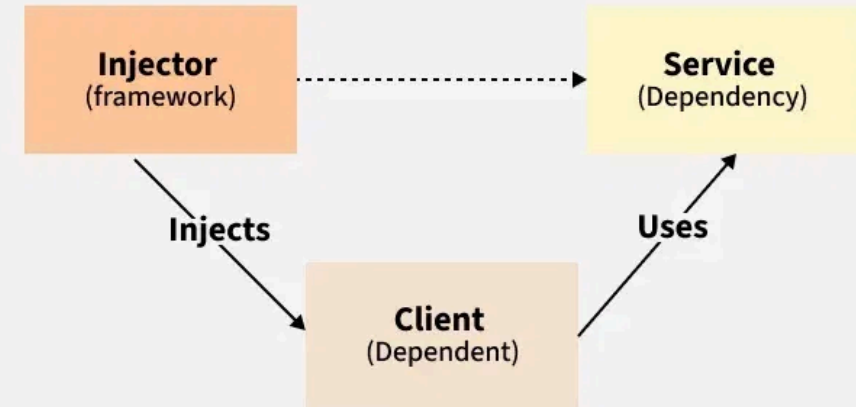 Injector
(framework)
Service
(Dependency)
Injects
Uses
Client
(Dependent)